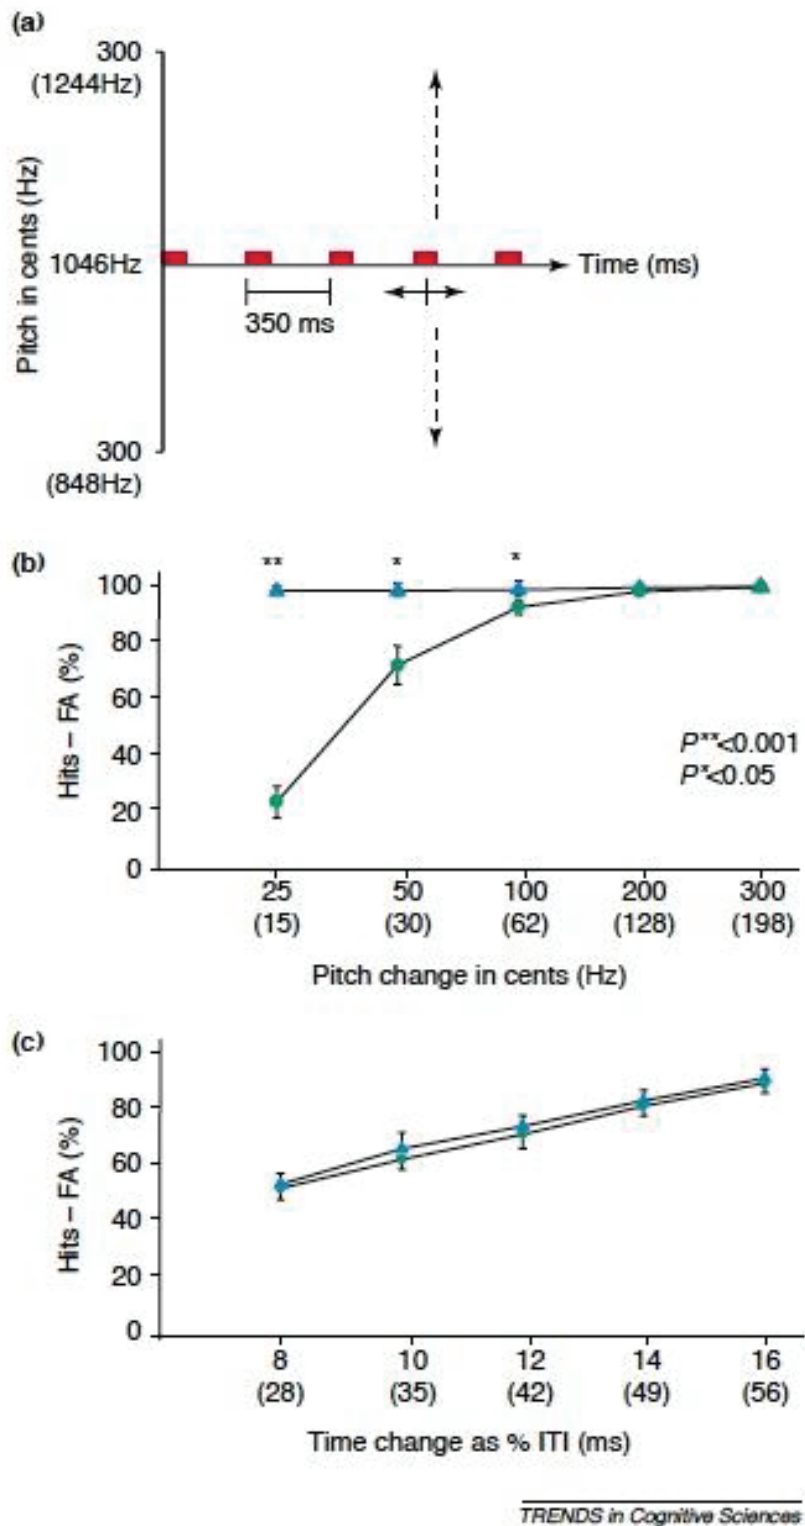 (a)
300
(1244Hz)
Pitch in cents (Hz)
1046Hz
Time (ms)
350 ms
300
(848Hz)
(b)
** * *
100
80
60
40
20
0
Hits – FA (%)
P**<0.001
P*<0.05
25 50 100 200 300
(15) (30) (62) (128) (198)
Pitch change in cents (Hz)
(c)
100
80
60
40
20
0
Hits – FA (%)
8 10 12 14 16
(28) (35) (42) (49) (56)
Time change as % ITI (ms)
TRENDS in Cognitive Sciences